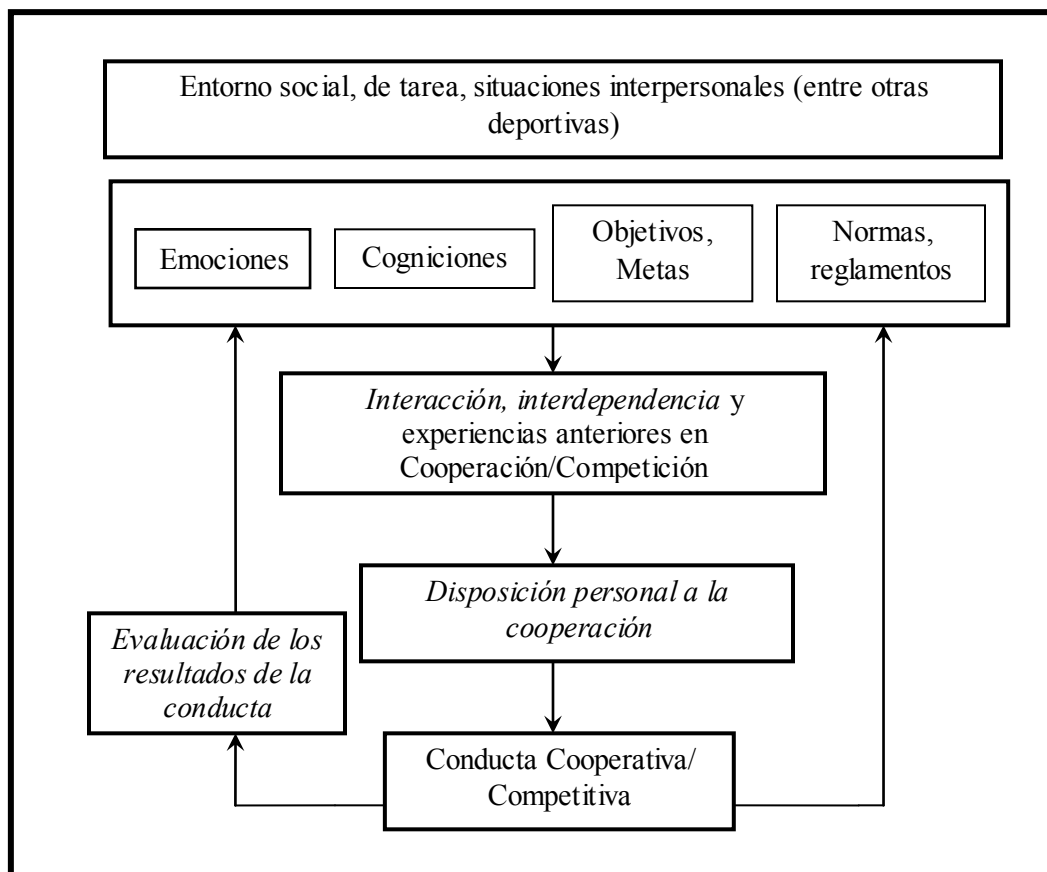 Entorno social, de tarea, situaciones interpersonales (entre otras
deportivas)
Emociones
Cogniciones
Objetivos,
Metas
Normas,
reglamentos
Interacción, interdependencia y
experiencias anteriores en
Cooperación/Competición
Disposición personal a la
cooperación
Evaluación de los
resultados de la
conducta
Conducta Cooperativa/
Competitiva